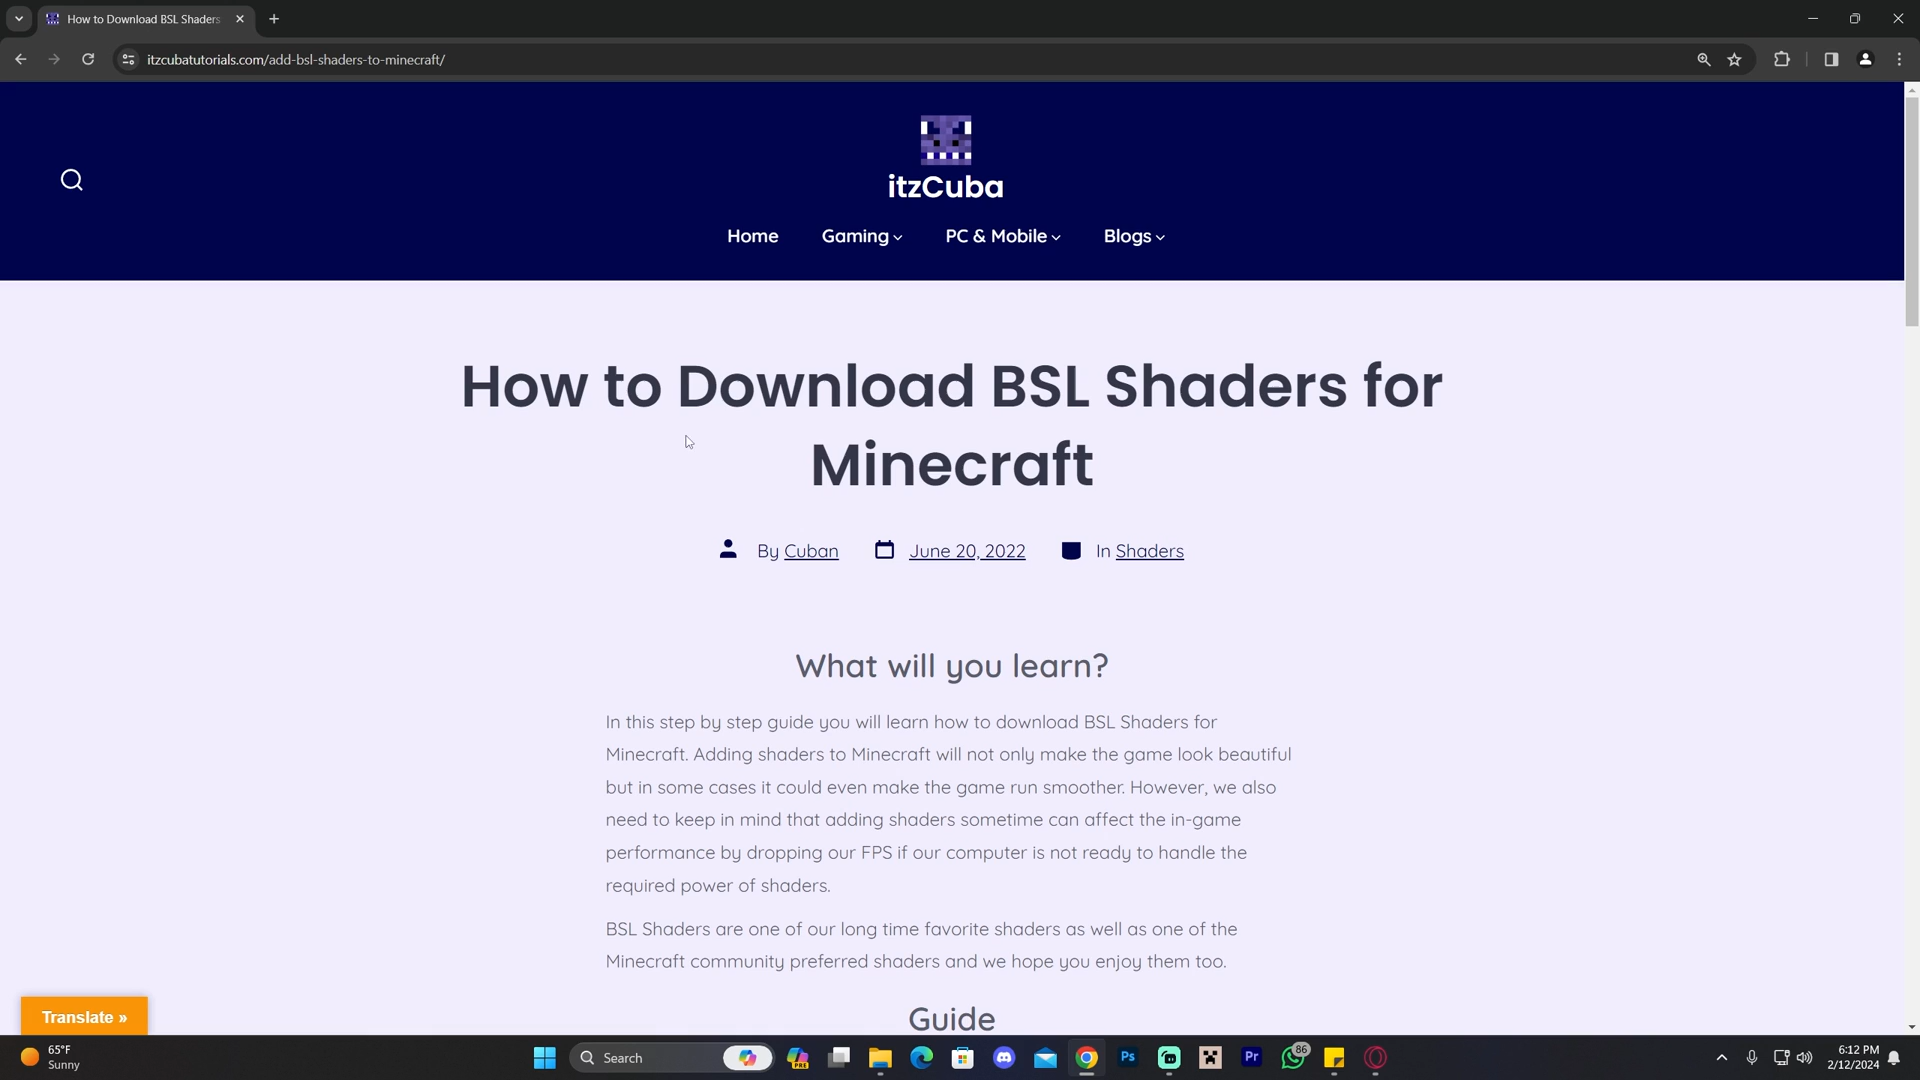 How to Download BSL Shaders
itzcubatutorials.com/add-bsl-shaders-to-minecraft/
itzCuba
Home Gaming PC & Mobile Blogs
How to Download BSL Shaders for
Minecraft
By Cuban June 20, 2022 In Shaders
What will you learn?
In this step by step guide you will learn how to download BSL Shaders for
Minecraft. Adding shaders to Minecraft will not only make the game look beautiful
but in some cases it could even make the game run smoother. However, we also
need to keep in mind that adding shaders sometime can affect the in-game
performance by dropping our FPS if our computer is not ready to handle the
required power of shaders.
BSL Shaders are one of our long time favorite shaders as well as one of the
Minecraft community preferred shaders and we hope you enjoy them too.
Guide
Translate »
65°F
Sunny
Search
PRE
Ps
Pr
86
6:12 PM
2/12/2024